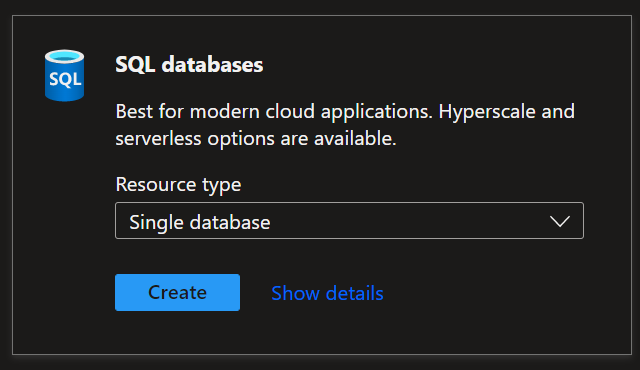 SQL
SQL databases
Best for modern cloud applications. Hyperscale and
serverless options are available.
Resource type
Single database
Create
Show details